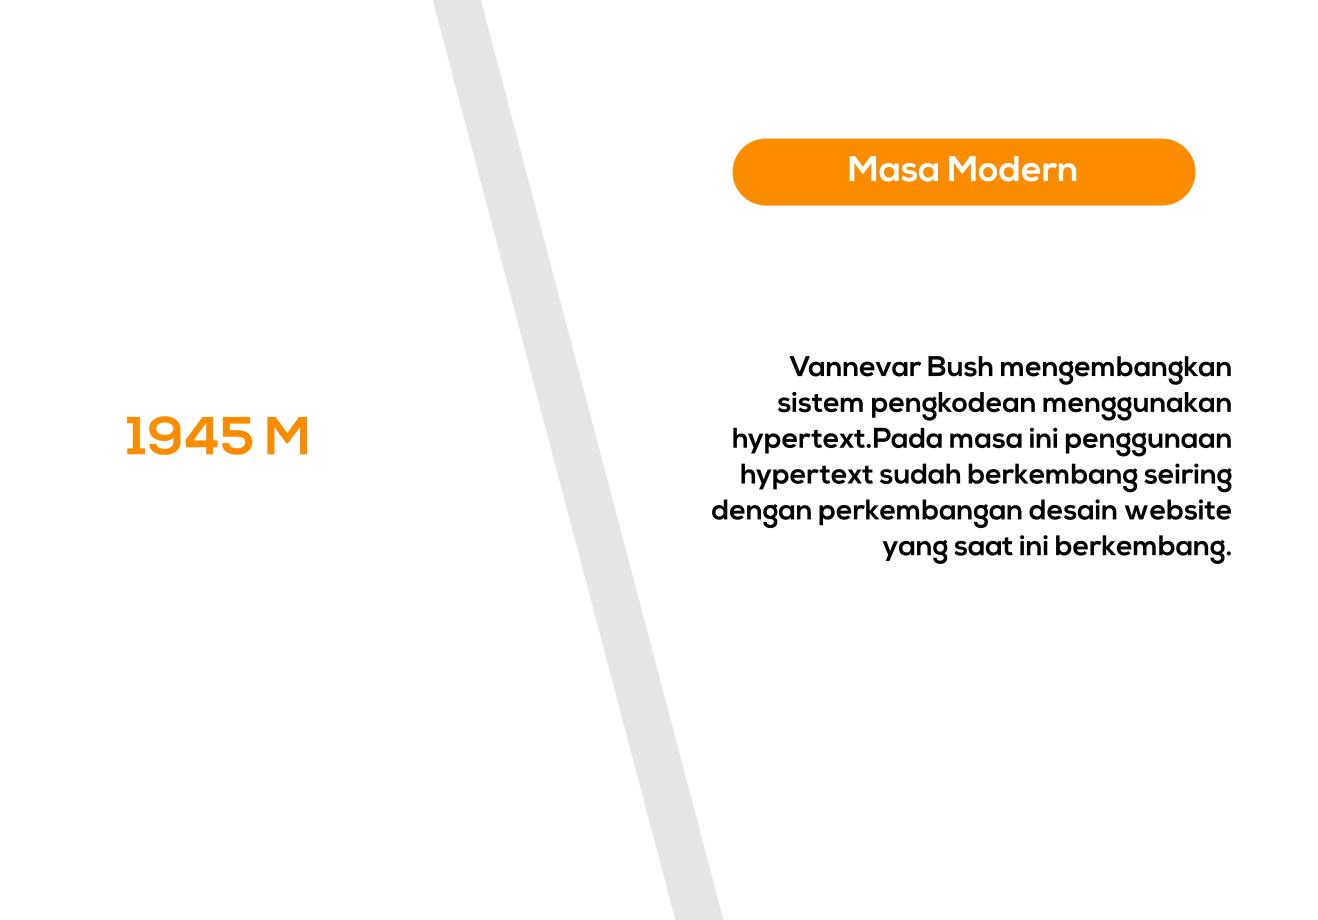 Masa Modern
1945 M
Vannevar Bush mengembangkan
sistem pengkodean menggunakan
hypertext.Pada masa ini penggunaan
hypertext sudah berkembang seiring
dengan perkembangan desain website
yang saat ini berkembang.